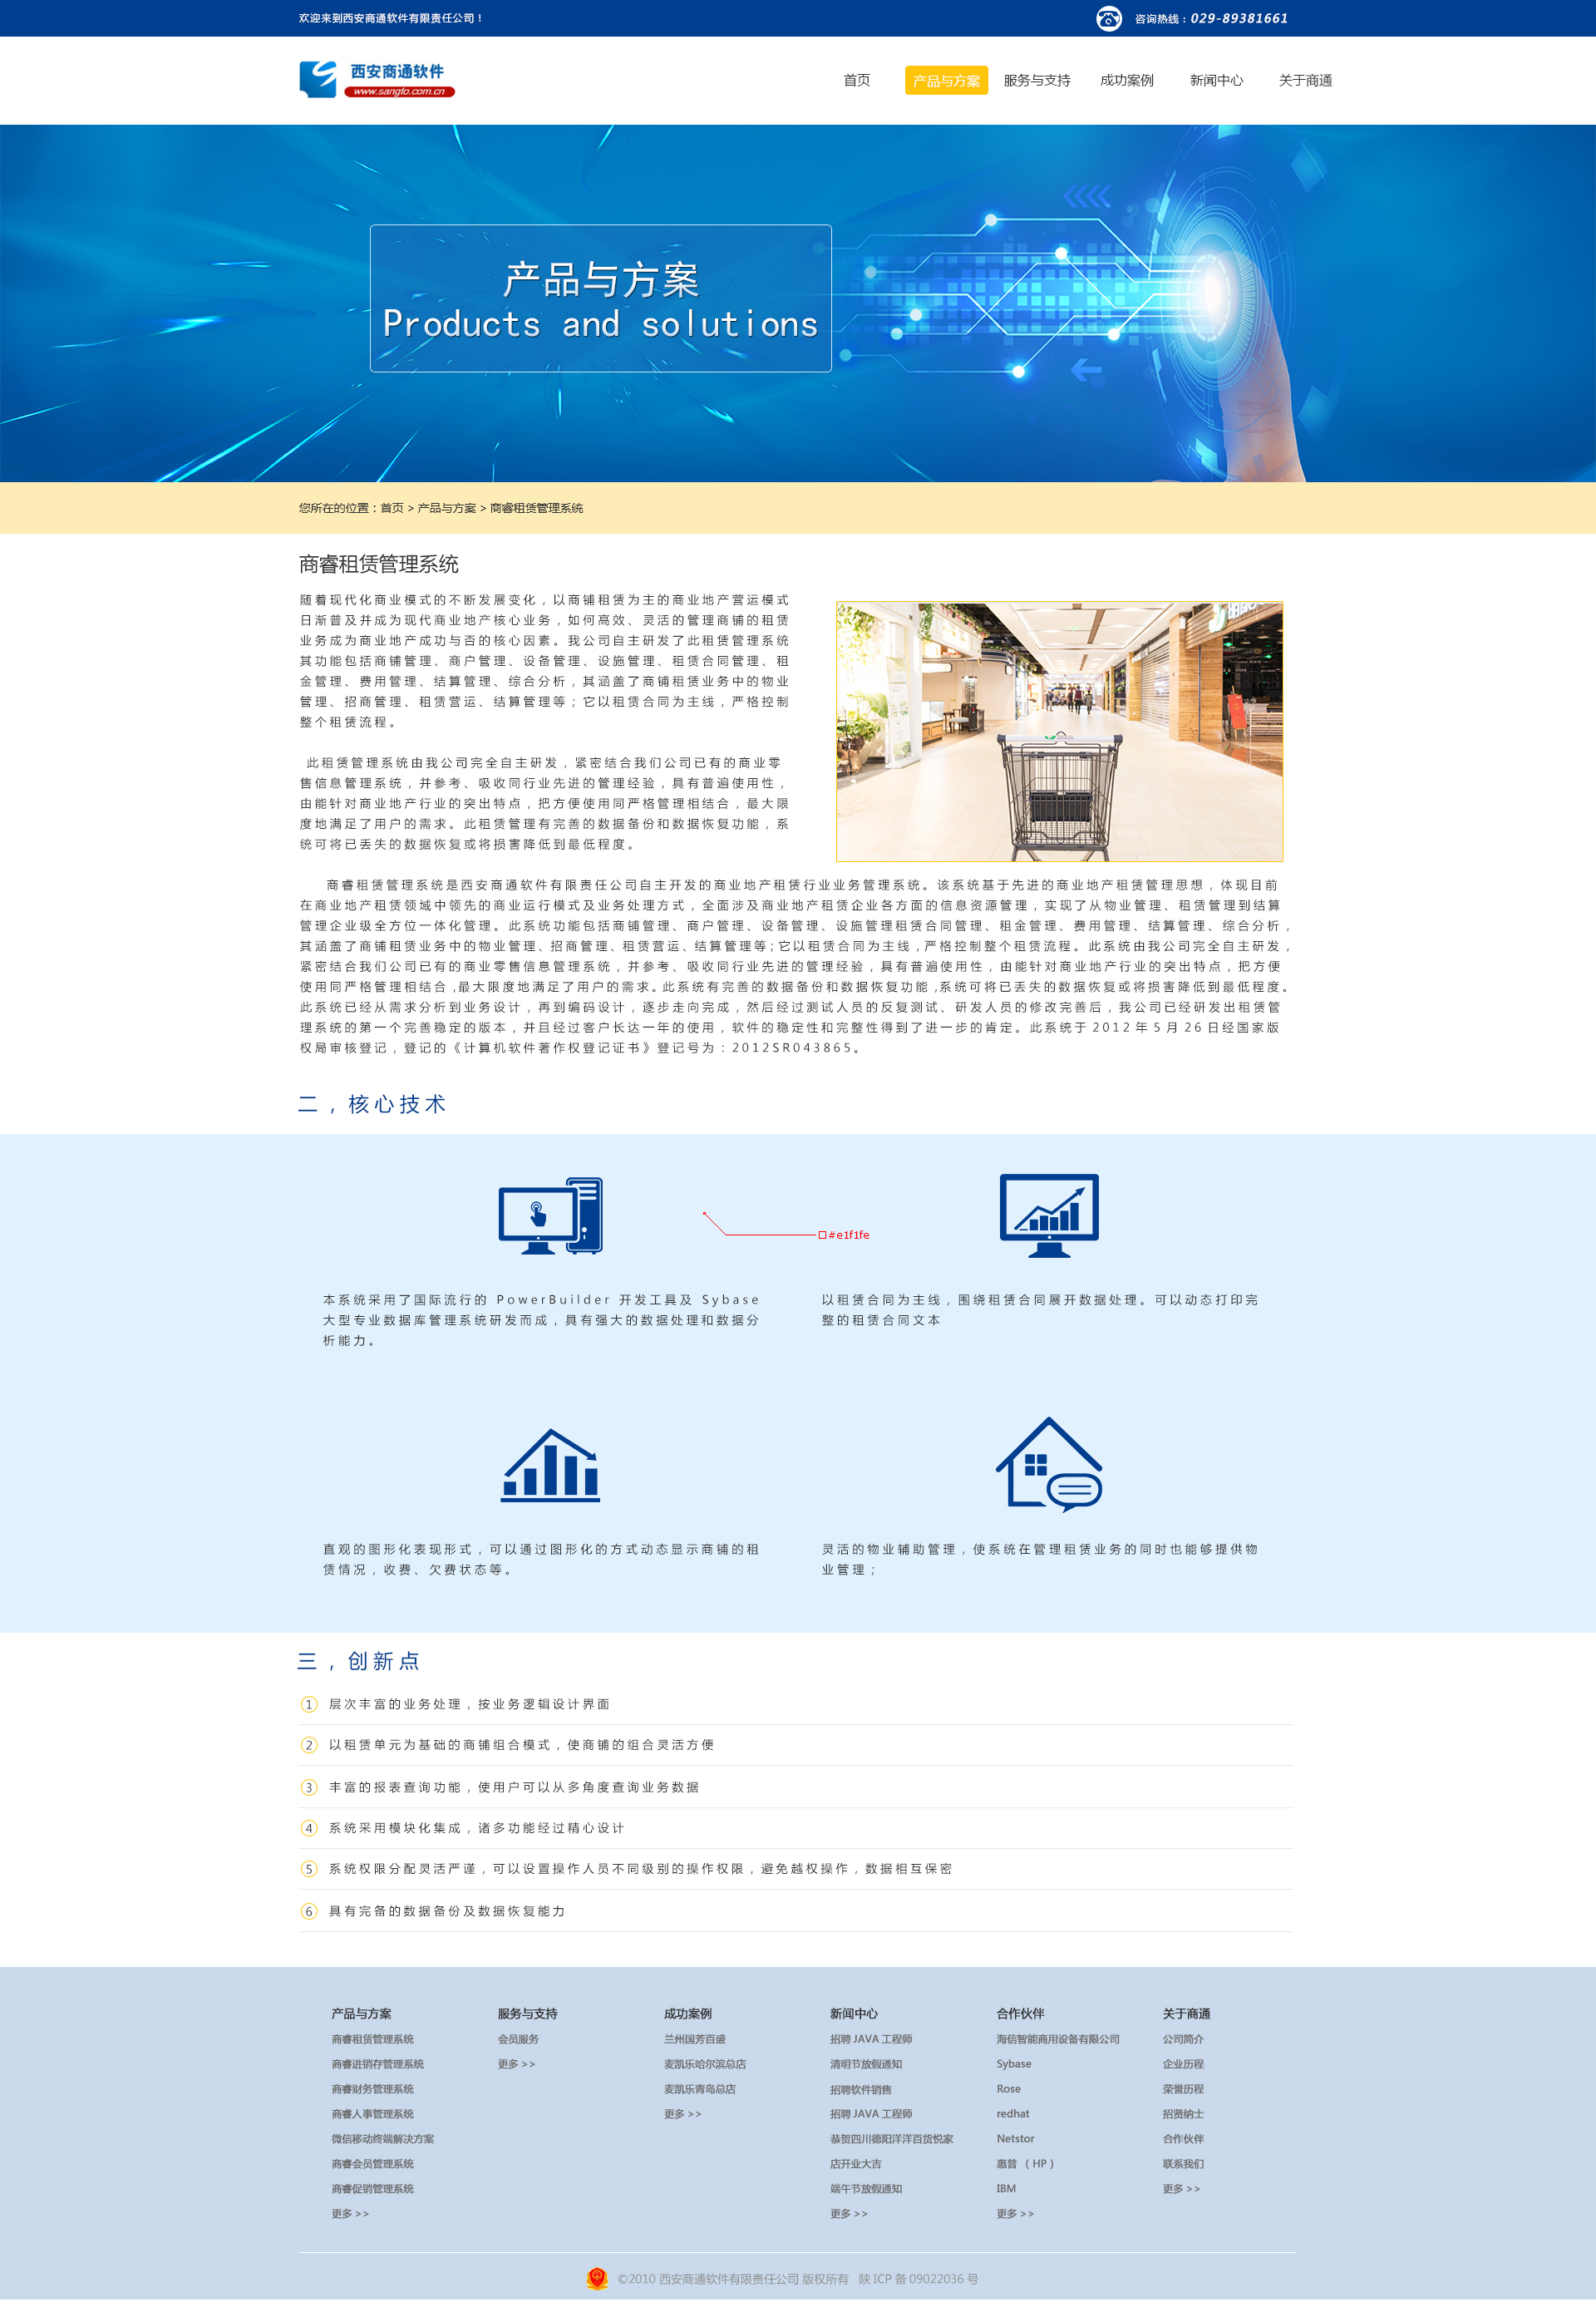 欢迎来到西安商通软件有限责任公司！
咨询热线：029-89381661
西安商通软件
www.sangto.com.cn
首页 产品与方案 服务与支持 成功案例 新闻中心 关于商通
产品与方案
Products and solutions
您所在的位置：首页 > 产品与方案 > 商睿租赁管理系统
商睿租赁管理系统
随着现代化商业模式的不断发展变化，以商铺租赁为主的商业地产营运模式
日渐普及并成为现代商业地产核心业务，如何高效、灵活的管理商铺的租赁
业务成为商业地产成功与否的核心因素。我公司自主研发了此租赁管理系统
其功能包括商铺管理、商户管理、设备管理、设施管理、租赁合同管理、租
金管理、费用管理、结算管理、综合分析，其涵盖了商铺租赁业务中的物业
管理、招商管理、租赁营运、结算管理等；它以租赁合同为主线，严格控制
整个租赁流程。
此租赁管理系统由我公司完全自主研发，紧密结合我们公司已有的商业零
售信息管理系统，并参考、吸收同行业先进的管理经验，具有普遍使用性，
由能针对商业地产行业的突出特点，把方便使用同严格管理相结合，最大限
度地满足了用户的需求。此租赁管理有完善的数据备份和数据恢复功能，系
统可将已丢失的数据恢复或将损害降低到最低程度。
商睿租赁管理系统是西安商通软件有限责任公司自主开发的商业地产租赁行业业务管理系统。该系统基于先进的商业地产租赁管理思想，体现目前
在商业地产租赁领域中领先的商业运行模式及业务处理方式，全面涉及商业地产租赁企业各方面的信息资源管理，实现了从物业管理、租赁管理到结算
管理企业级全方位一体化管理。此系统功能包括商铺管理、商户管理、设备管理、设施管理租赁合同管理、租金管理、费用管理、结算管理、综合分析，
其涵盖了商铺租赁业务中的物业管理、招商管理、租赁营运、结算管理等；它以租赁合同为主线，严格控制整个租赁流程。此系统由我公司完全自主研发，
紧密结合我们公司已有的商业零售信息管理系统，并参考、吸收同行业先进的管理经验，具有普遍使用性，由能针对商业地产行业的突出特点，把方便
使用同严格管理相结合，最大限度地满足了用户的需求。此系统有完善的数据备份和数据恢复功能，系统可将已丢失的数据恢复或将损害降低到最低程度。
此系统已经从需求分析到业务设计，再到编码设计，逐步走向完成，然后经过测试人员的反复测试、研发人员的修改完善后，我公司已经研发出租赁管
理系统的第一个完善稳定的版本，并且经过客户长达一年的使用，软件的稳定性和完整性得到了进一步的肯定。此系统于 2012 年 5 月 26 日经国家版
权局审核登记，登记的《计算机软件著作权登记证书》登记号为：2012SR043865。
二，核心技术
#e1f1fe
本系统采用了国际流行的 PowerBuilder 开发工具及 Sybase
大型专业数据库管理系统研发而成，具有强大的数据处理和数据分
析能力。
以租赁合同为主线，围绕租赁合同展开数据处理。可以动态打印完
整的租赁合同文本
直观的图形化表现形式，可以通过图形化的方式动态显示商铺的租
赁情况，收费、欠费状态等。
灵活的物业辅助管理，使系统在管理租赁业务的同时也能够提供物
业管理；
三，创新点
1 层次丰富的业务处理，按业务逻辑设计界面
2 以租赁单元为基础的商铺组合模式，使商铺的组合灵活方便
3 丰富的报表查询功能，使用户可以从多角度查询业务数据
4 系统采用模块化集成，诸多功能经过精心设计
5 系统权限分配灵活严谨，可以设置操作人员不同级别的操作权限，避免越权操作，数据相互保密
6 具有完备的数据备份及数据恢复能力
产品与方案
商睿租赁管理系统
商睿进销存管理系统
商睿财务管理系统
商睿人事管理系统
微信移动终端解决方案
商睿会员管理系统
商睿促销管理系统
更多 >>
服务与支持
会员服务
更多 >>
成功案例
兰州国芳百盛
麦凯乐哈尔滨总店
麦凯乐青岛总店
更多 >>
新闻中心
招聘 JAVA 工程师
清明节放假通知
招聘软件销售
招聘 JAVA 工程师
恭贺四川德阳洋洋百货悦家
店开业大吉
端午节放假通知
更多 >>
合作伙伴
海信智能商用设备有限公司
Sybase
Rose
redhat
Netstor
惠普 （ HP ）
IBM
更多 >>
关于商通
公司简介
企业历程
荣誉历程
招贤纳士
合作伙伴
联系我们
更多 >>
©2010 西安商通软件有限责任公司 版权所有 陕 ICP 备 09022036 号